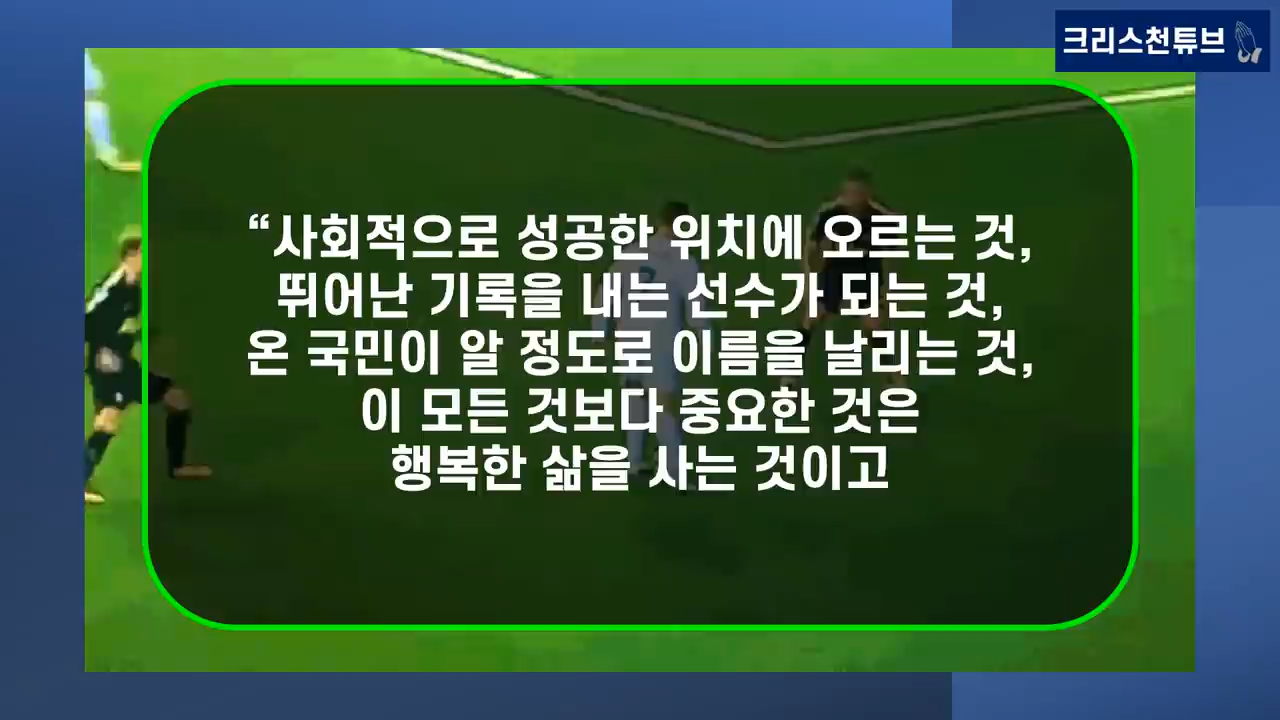 크리스천튜브
“사회적으로 성공한 위치에 오르는 것,
뛰어난 기록을 내는 선수가 되는 것,
온 국민이 알 정도로 이름을 날리는 것,
이 모든 것보다 중요한 것은
행복한 삶을 사는 것이고